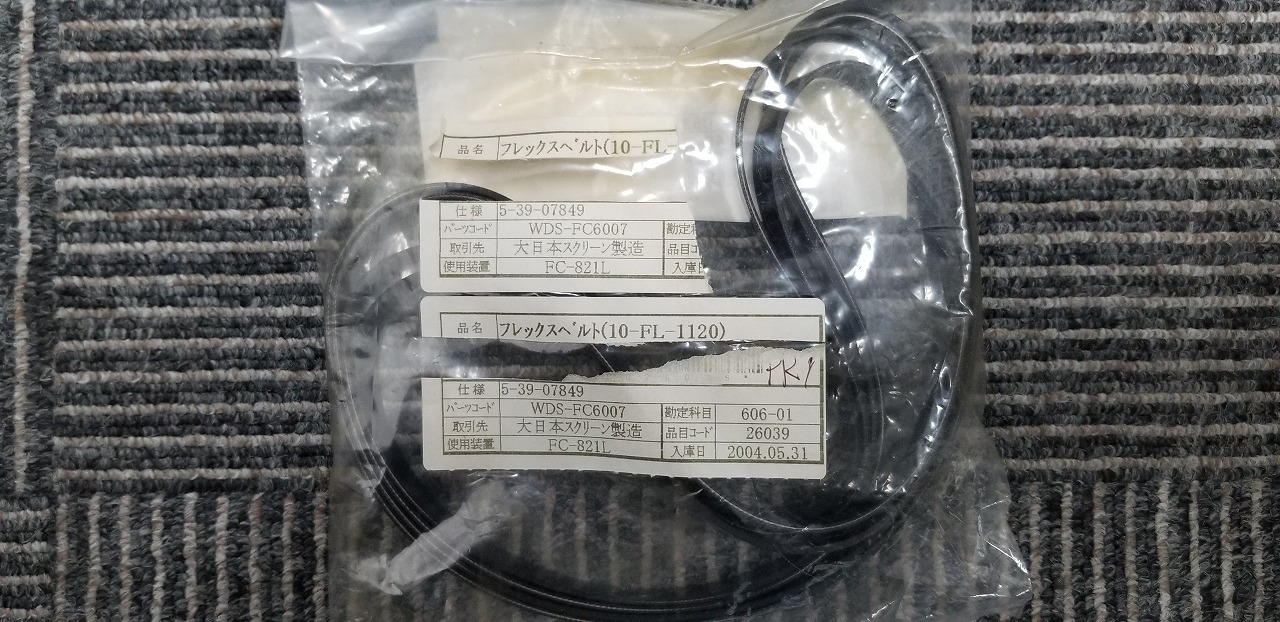 品名 フレックスベルト(10-FL-
仕様 5-39-07849
パーツコード WDS-FC6007 勘定科
取引先 大日本スクリーン製造 品目コ
使用装置 FC-821L 入庫日
品名 フレックスベルト(10-FL-1120)
仕様 5-39-07849
パーツコード WDS-FC6007 勘定科目 606-01
取引先 大日本スクリーン製造 品目コード 26039
使用装置 FC-821L 入庫日 2004.05.31